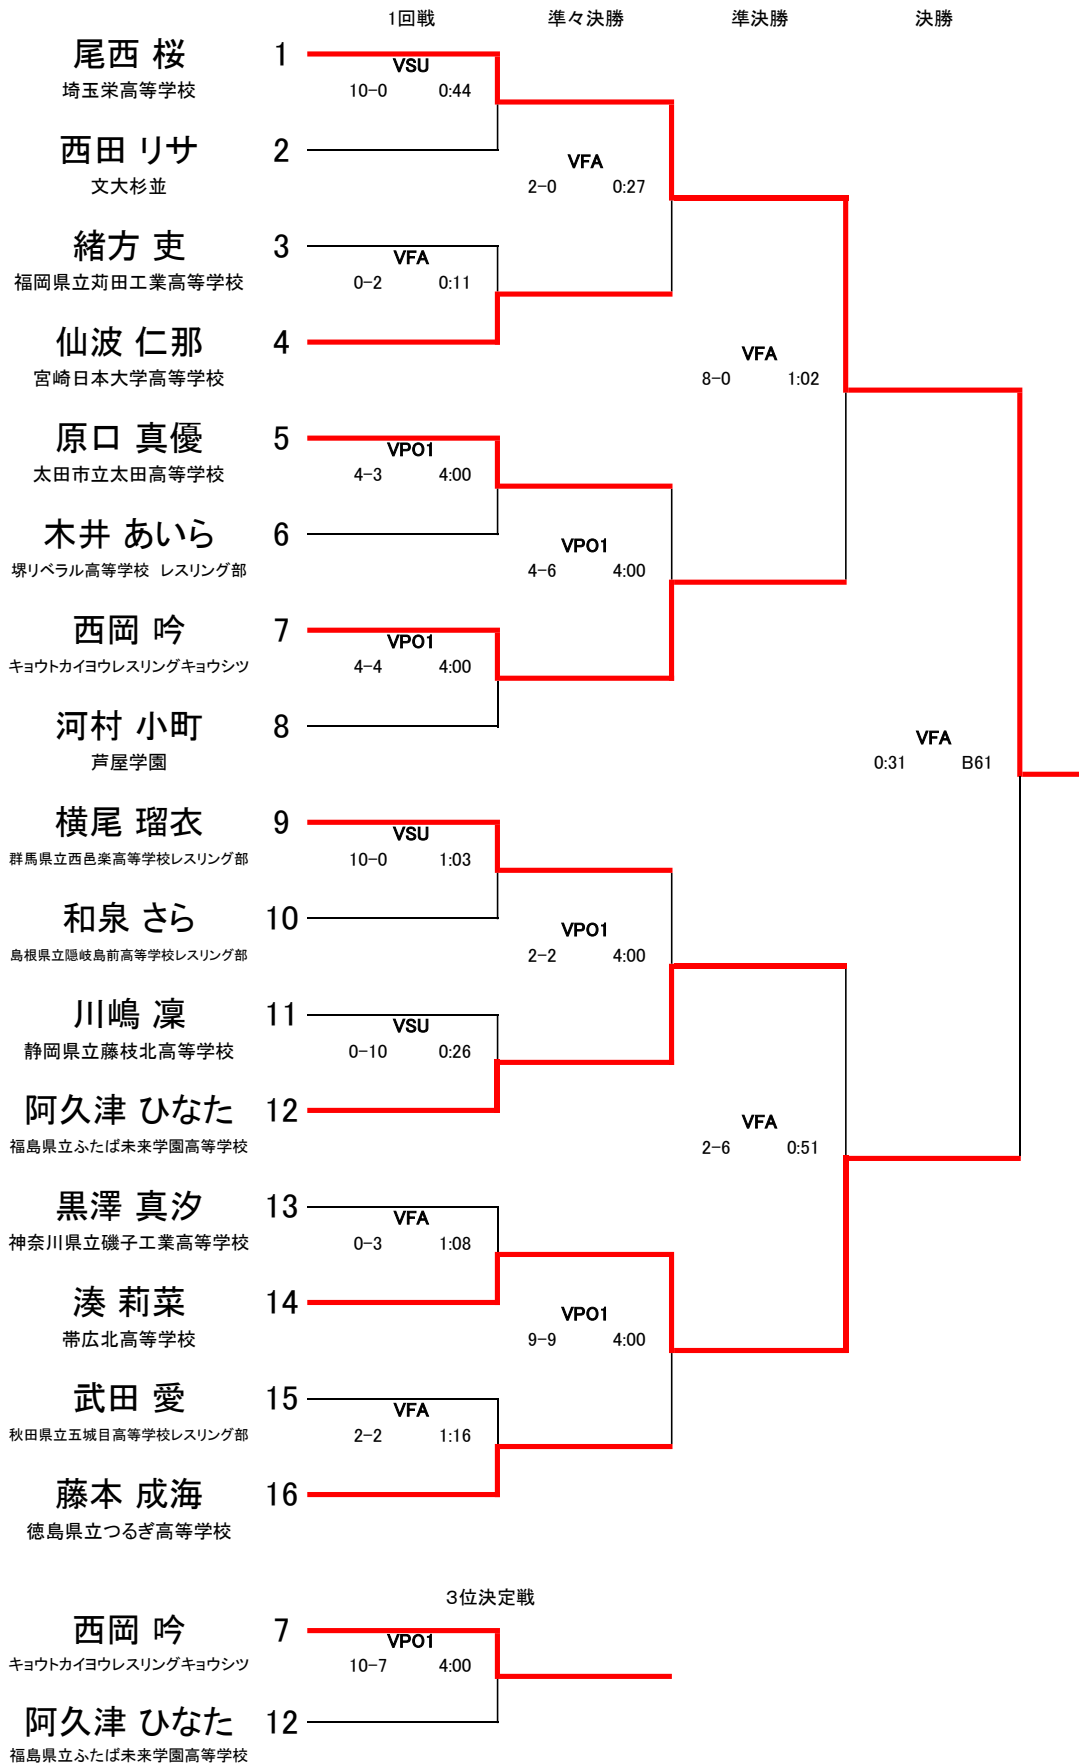 1回戦 準々決勝 準決勝 決勝
尾西 桜 1
VSU
埼玉栄高等学校
10-0 0:44
西田 リサ 2
文大杉並
VFA
2-0 0:27
緒方 吏 3
VFA
福岡県立苅田工業高等学校
0-2 0:11
仙波 仁那 4
宮崎日本大学高等学校
VFA
8-0 1:02
原口 真優 5
VPO1
太田市立太田高等学校
4-3 4:00
木井 あいら 6
堺リベラル高等学校 レスリング部
VPO1
4-6 4:00
西岡 吟 7
VPO1
キョウトカイヨウレスリングキョウシツ
4-4 4:00
河村 小町 8
芦屋学園
VFA
0:31 B61
横尾 瑠衣 9
VSU
群馬県立西邑楽高等学校レスリング部
10-0 1:03
和泉 さら 10
島根県立隠岐島前高等学校レスリング部
VPO1
2-2 4:00
川嶋 凜 11
VSU
静岡県立藤枝北高等学校
0-10 0:26
阿久津 ひなた 12
福島県立ふたば未来学園高等学校
VFA
2-6 0:51
黒澤 真汐 13
VFA
神奈川県立磯子工業高等学校
0-3 1:08
湊 莉菜 14
帯広北高等学校
VPO1
9-9 4:00
武田 愛 15
VFA
秋田県立五城目高等学校レスリング部
2-2 1:16
藤本 成海 16
徳島県立つるぎ高等学校
3位決定戦
西岡 吟 7
VPO1
キョウトカイヨウレスリングキョウシツ
10-7 4:00
阿久津 ひなた 12
福島県立ふたば未来学園高等学校